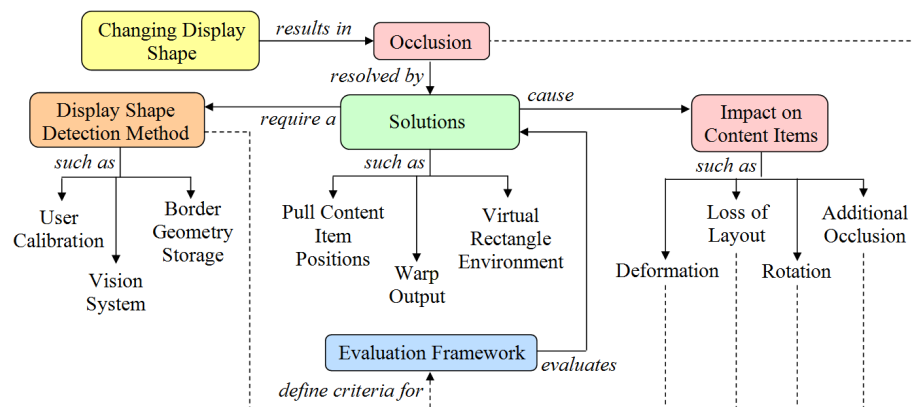 Changing Display
Shape
results in
Occlusion
resolved by
Display Shape
Detection Method
require a
Solutions
cause
Impact on
Content Items
such as
such as
such as
User
Calibration
Vision
System
Border
Geometry
Storage
Pull Content
Item
Positions
Warp
Output
Virtual
Rectangle
Environment
Deformation
Loss of
Layout
Rotation
Additional
Occlusion
Evaluation Framework
evaluates
define criteria for